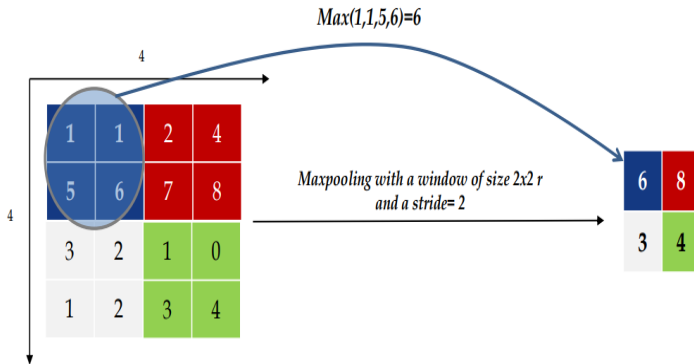 Max(1,1,5,6)=6
4
4
1 1 2 4
5 6 7 8
3 2 1 0
1 2 3 4
Maxpooling with a window of size 2x2 r
and a stride= 2
6 8
3 4